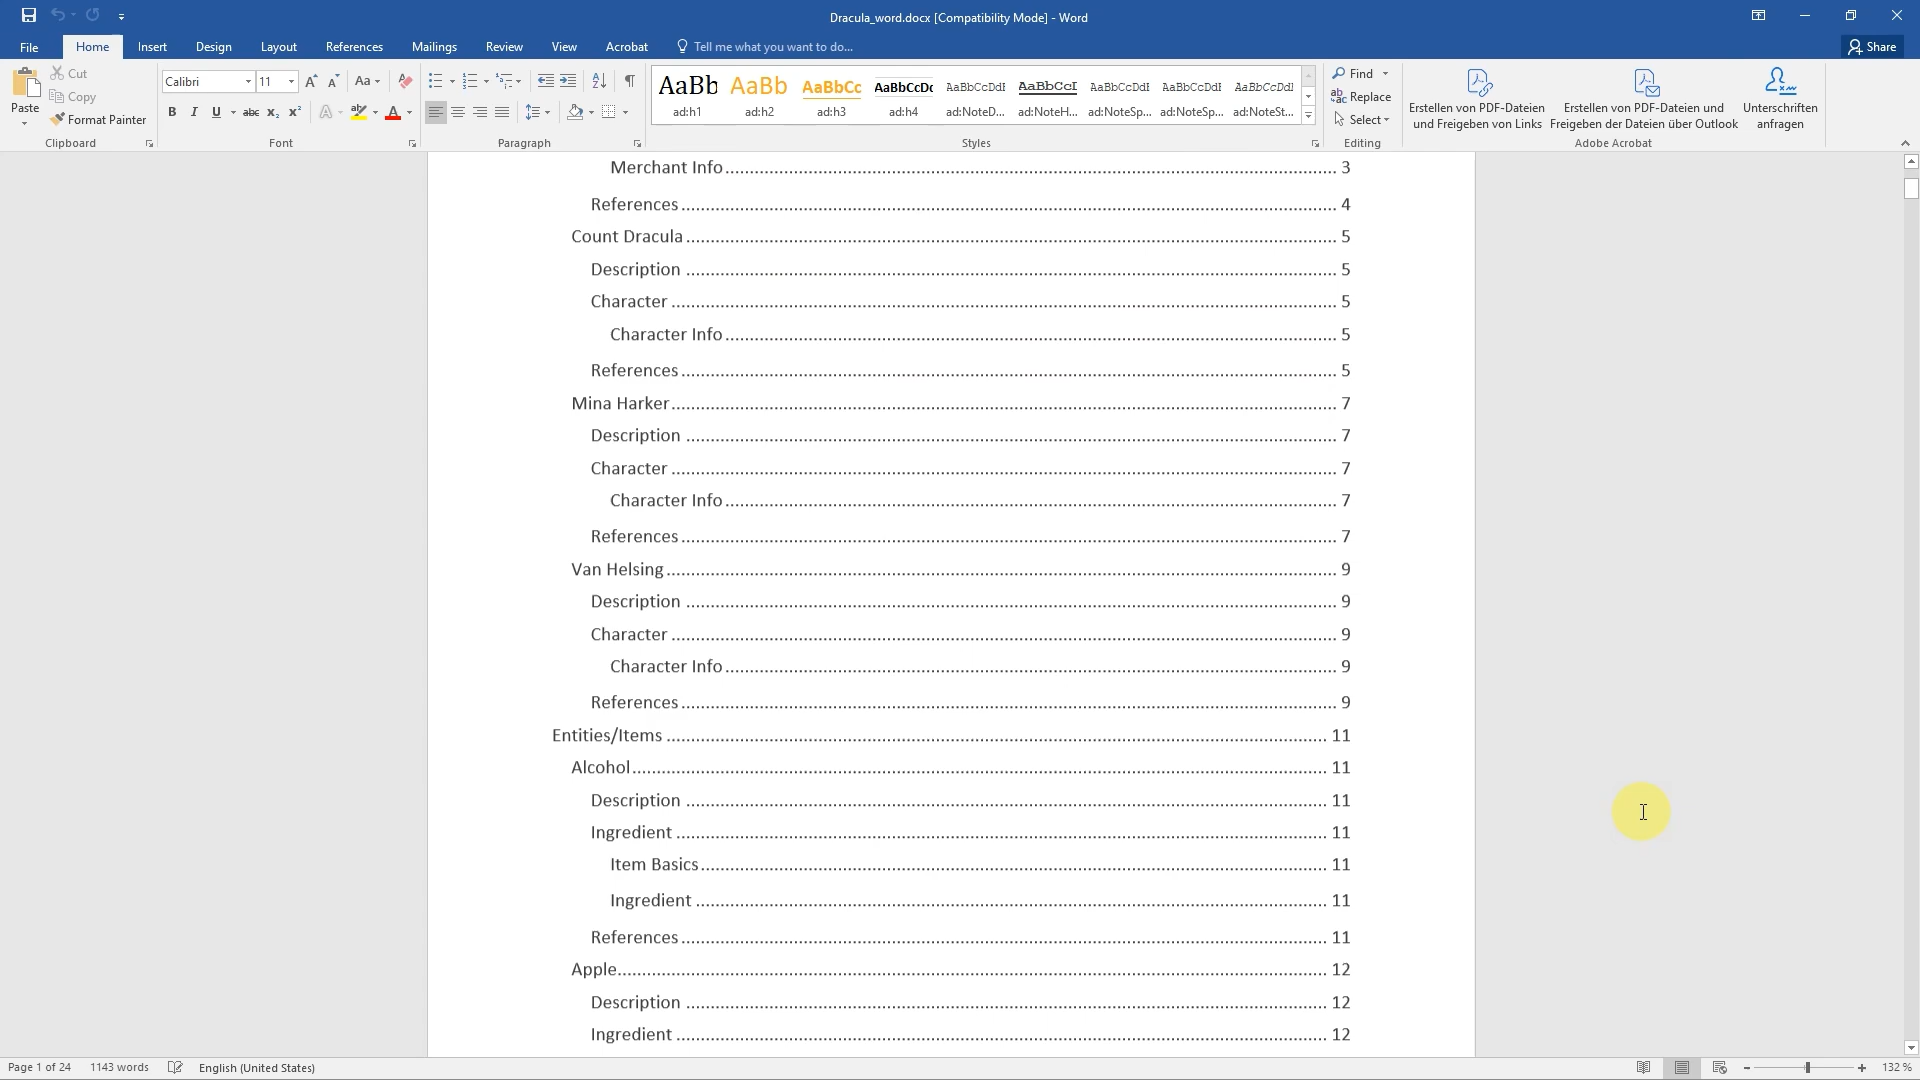 Dracula_word.docx [Compatibility Mode] - Word
File Home Insert Design Layout References Mailings Review View Acrobat Tell me what you want to do... Share
Paste
Cut
Copy
Format Painter
Clipboard
Calibri 11
Font
Paragraph
AaBb AaBb AaBbCc AaBbCcDc AaBbCcDdE AaBbCcI AaBbCcDdE AaBbCcDdE AaBbCcDdI
ad:h1 ad:h2 ad:h3 ad:h4 ad:NoteD... ad:NoteH... ad:NoteSp... ad:NoteSp... ad:NoteSt...
Styles
Find
Replace
Select
Editing
Erstellen von PDF-Dateien
und Freigeben von Links
Erstellen von PDF-Dateien und
Freigeben der Dateien über Outlook
Unterschriften
anfragen
Adobe Acrobat
Merchant Info 3
References 4
Count Dracula 5
Description 5
Character 5
Character Info 5
References 5
Mina Harker 7
Description 7
Character 7
Character Info 7
References 7
Van Helsing 9
Description 9
Character 9
Character Info 9
References 9
Entities/Items 11
Alcohol 11
Description 11
Ingredient 11
Item Basics 11
Ingredient 11
References 11
Apple 12
Description 12
Ingredient 12
Page 1 of 24 1143 words English (United States) 132 %